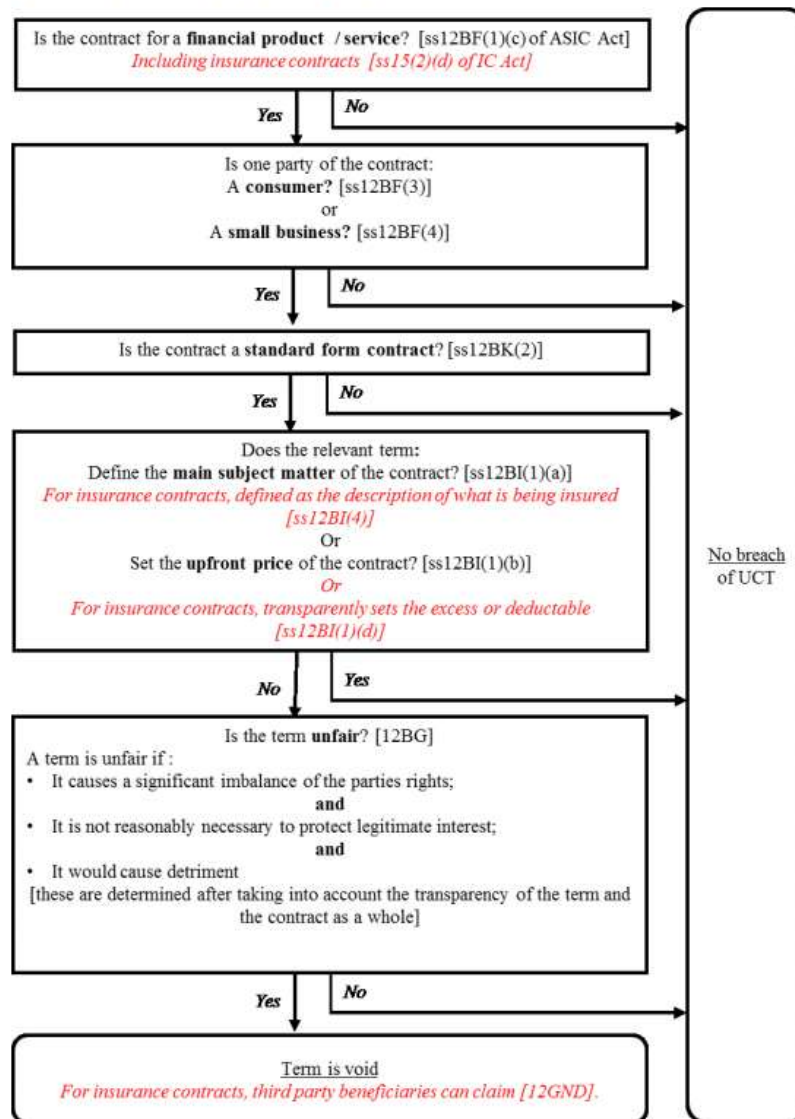 Is the contract for a financial product / service? [ss12BF(1)(c) of ASIC Act]
Including insurance contracts [ss15(2)(d) of IC Act]
Yes
No
Is one party of the contract:
A consumer? [ss12BF(3)]
or
A small business? [ss12BF(4)]
Yes
No
Is the contract a standard form contract? [ss12BK(2)]
Yes
No
Does the relevant term:
Define the main subject matter of the contract? [ss12BI(1)(a)]
For insurance contracts, defined as the description of what is being insured
[ss12BI(4)]
Or
Set the upfront price of the contract? [ss12BI(1)(b)]
Or
For insurance contracts, transparently sets the excess or deductable
[ss12BI(1)(d)]
No
Yes
Is the term unfair? [12BG]
A term is unfair if :
• It causes a significant imbalance of the parties rights;
and
• It is not reasonably necessary to protect legitimate interest;
and
• It would cause detriment
[these are determined after taking into account the transparency of the term and
the contract as a whole]
Yes
No
Term is void
For insurance contracts, third party beneficiaries can claim [12GND].
No breach
of UCT